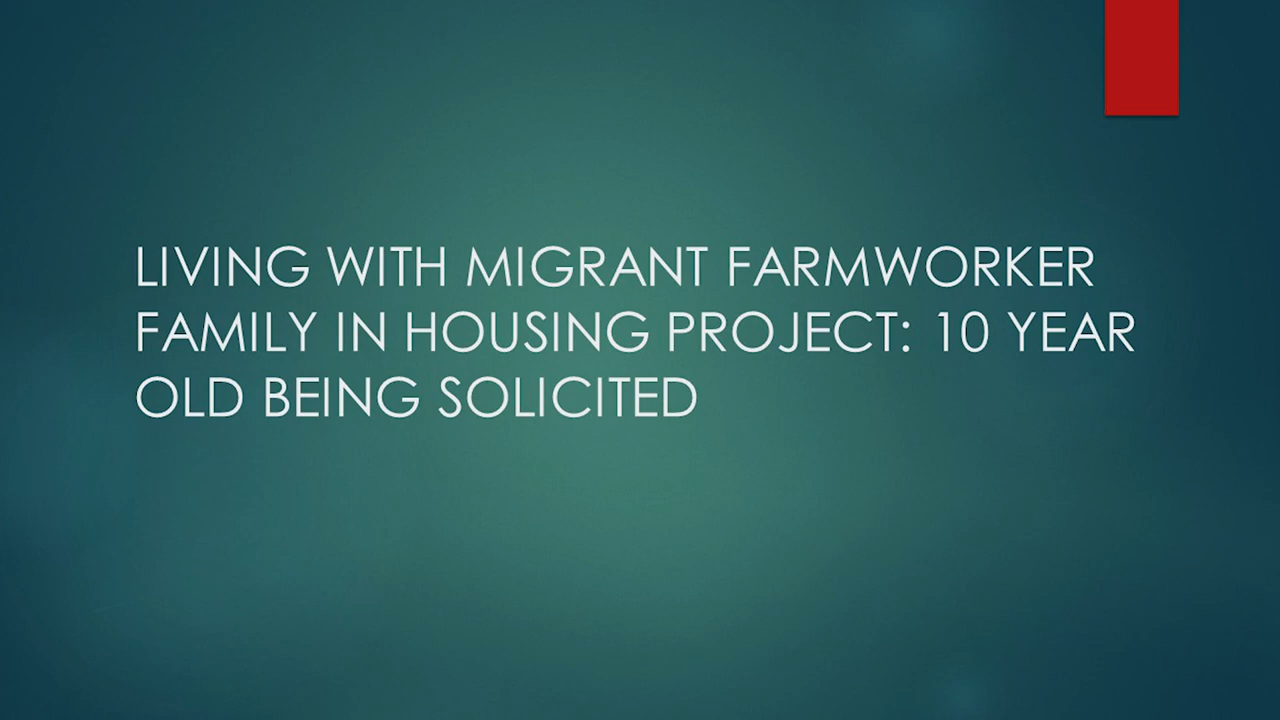 LIVING WITH MIGRANT FARMWORKER
FAMILY IN HOUSING PROJECT: 10 YEAR
OLD BEING SOLICITED